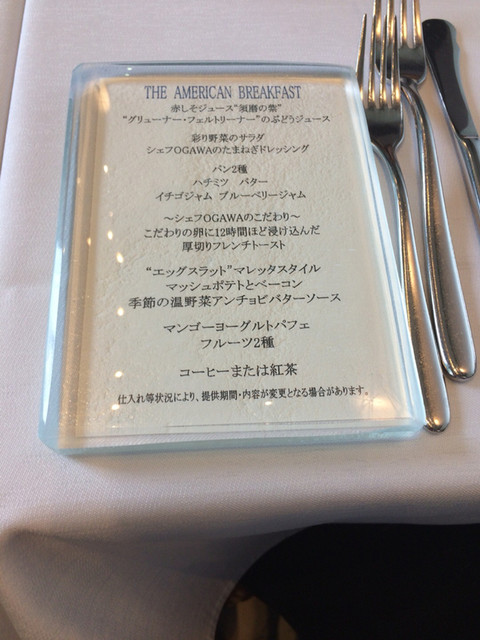 THE AMERICAN BREAKFAST
赤しそジュース"須磨の紫"
"グリューナー・フェルトリーナー"のぶどうジュース
彩り野菜のサラダ
シェフOGAWAのたまねぎドレッシング
パン2種
ハチミツ　バター
イチゴジャム ブルーベリージャム
～シェフOGAWAのこだわり～
こだわりの卵に12時間ほど浸け込んだ
厚切りフレンチトースト
"エッグスラット"マレッタスタイル
マッシュポテトとベーコン
季節の温野菜アンチョビバターソース
マンゴーヨーグルトパフェ
フルーツ2種
コーヒーまたは紅茶
仕入れ等状況により、提供期間・内容が変更となる場合があります。